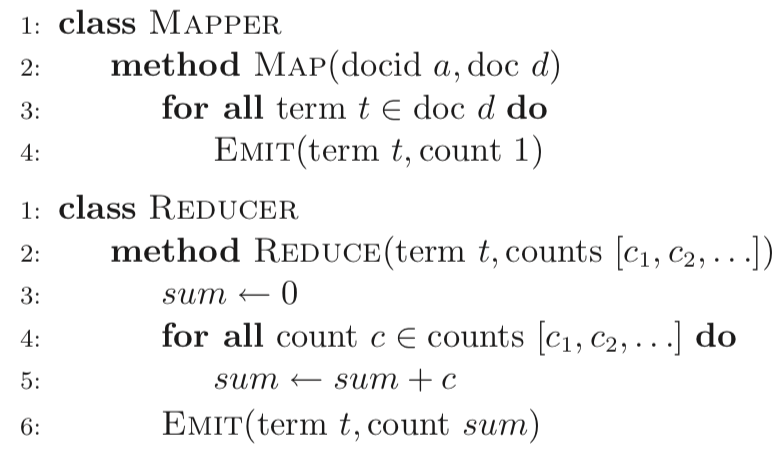 1: class Mapper
2: method Map(docid a, doc d)
3: for all term t ∈ doc d do
4: Emit(term t, count 1)
1: class Reducer
2: method Reduce(term t, counts [c₁, c₂, . . .])
3: sum ← 0
4: for all count c ∈ counts [c₁, c₂, . . .] do
5: sum ← sum + c
6: Emit(term t, count sum)